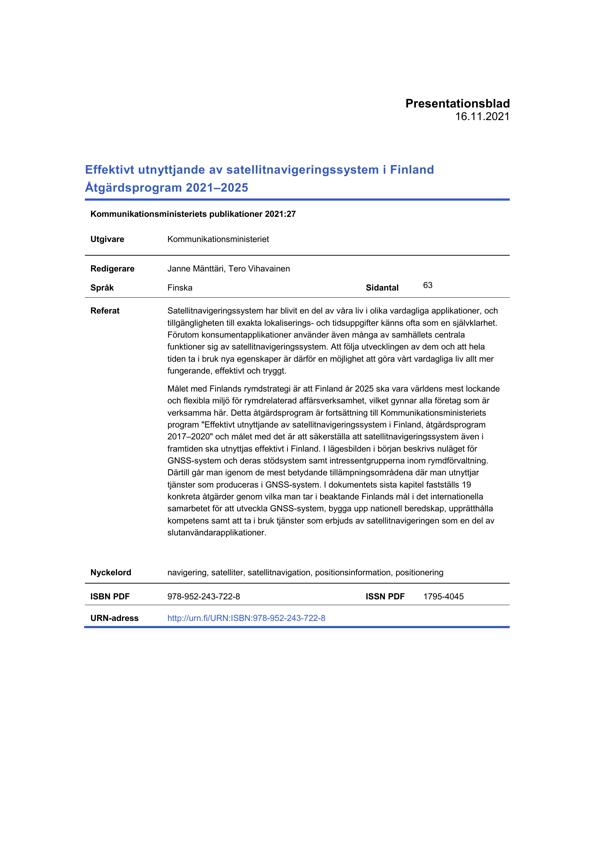 Presentationsblad
16.11.2021
Effektivt utnyttjande av satellitnavigeringssystem i Finland
Åtgärdsprogram 2021–2025
Kommunikationsministeriets publikationer 2021:27
Utgivare Kommunikationsministeriet
Redigerare Janne Mänttäri, Tero Vihavainen
Språk Finska Sidantal 63
Referat Satellitnavigeringssystem har blivit en del av våra liv i olika vardagliga applikationer, och
tillgängligheten till exakta lokaliserings- och tidsuppgifter känns ofta som en självklarhet.
Förutom konsumentapplikationer använder även många av samhällets centrala
funktioner sig av satellitnavigeringssystem. Att följa utvecklingen av dem och att hela
tiden ta i bruk nya egenskaper är därför en möjlighet att göra vårt vardagliga liv allt mer
fungerande, effektivt och tryggt.
Målet med Finlands rymdstrategi är att Finland år 2025 ska vara världens mest lockande
och flexibla miljö för rymdrelaterad affärsverksamhet, vilket gynnar alla företag som är
verksamma här. Detta åtgärdsprogram är fortsättning till Kommunikationsministeriets
program "Effektivt utnyttjande av satellitnavigeringssystem i Finland, åtgärdsprogram
2017–2020" och målet med det är att säkerställa att satellitnavigeringssystem även i
framtiden ska utnyttjas effektivt i Finland. I lägesbilden i början beskrivs nuläget för
GNSS-system och deras stödsystem samt intressentgrupperna inom rymdförvaltning.
Därtill går man igenom de mest betydande tillämpningsområdena där man utnyttjar
tjänster som produceras i GNSS-system. I dokumentets sista kapitel fastställs 19
konkreta åtgärder genom vilka man tar i beaktande Finlands mål i det internationella
samarbetet för att utveckla GNSS-system, bygga upp nationell beredskap, upprätthålla
kompetens samt att ta i bruk tjänster som erbjuds av satellitnavigeringen som en del av
slutanvändarapplikationer.
Nyckelord navigering, satelliter, satellitnavigation, positionsinformation, positionering
ISBN PDF 978-952-243-722-8 ISSN PDF 1795-4045
URN-adress http://urn.fi/URN:ISBN:978-952-243-722-8